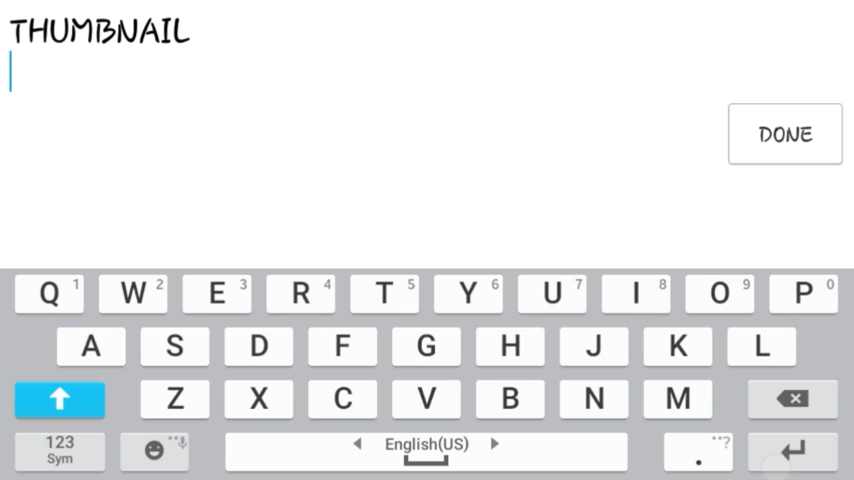 THUMBNAIL
DONE
Q 1 W 2 E 3 R 4 T 5 Y 6 U 7 I 8 O 9 P 0
A S D F G H J K L
Z X C V B N M
123 English(US) . ?
Sym